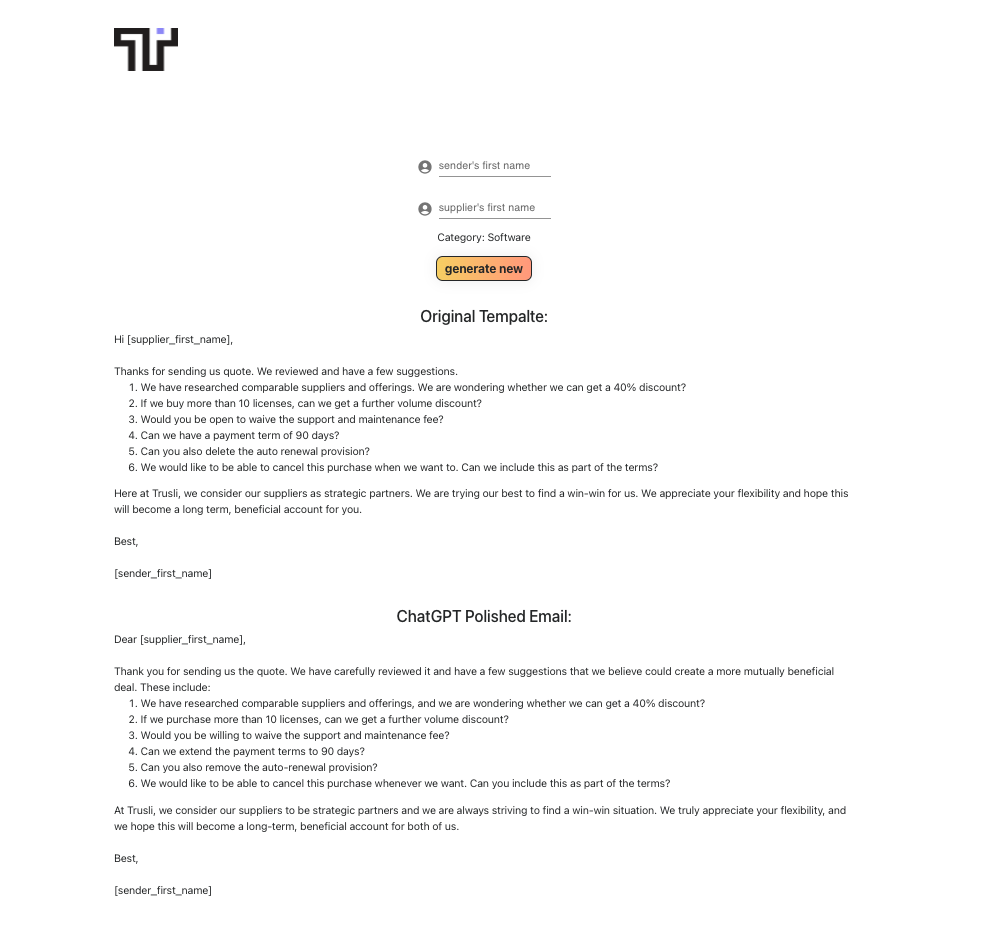 sender's first name
supplier's first name
Category: Software
generate new
Original Tempalte:
Hi [supplier_first_name],
Thanks for sending us quote. We reviewed and have a few suggestions.
1. We have researched comparable suppliers and offerings. We are wondering whether we can get a 40% discount?
2. If we buy more than 10 licenses, can we get a further volume discount?
3. Would you be open to waive the support and maintenance fee?
4. Can we have a payment term of 90 days?
5. Can you also delete the auto renewal provision?
6. We would like to be able to cancel this purchase when we want to. Can we include this as part of the terms?
Here at Trusli, we consider our suppliers as strategic partners. We are trying our best to find a win-win for us. We appreciate your flexibility and hope this
will become a long term, beneficial account for you.
Best,
[sender_first_name]
ChatGPT Polished Email:
Dear [supplier_first_name],
Thank you for sending us the quote. We have carefully reviewed it and have a few suggestions that we believe could create a more mutually beneficial
deal. These include:
1. We have researched comparable suppliers and offerings, and we are wondering whether we can get a 40% discount?
2. If we purchase more than 10 licenses, can we get a further volume discount?
3. Would you be willing to waive the support and maintenance fee?
4. Can we extend the payment terms to 90 days?
5. Can you also remove the auto-renewal provision?
6. We would like to be able to cancel this purchase whenever we want. Can you include this as part of the terms?
At Trusli, we consider our suppliers to be strategic partners and we are always striving to find a win-win situation. We truly appreciate your flexibility, and
we hope this will become a long-term, beneficial account for both of us.
Best,
[sender_first_name]